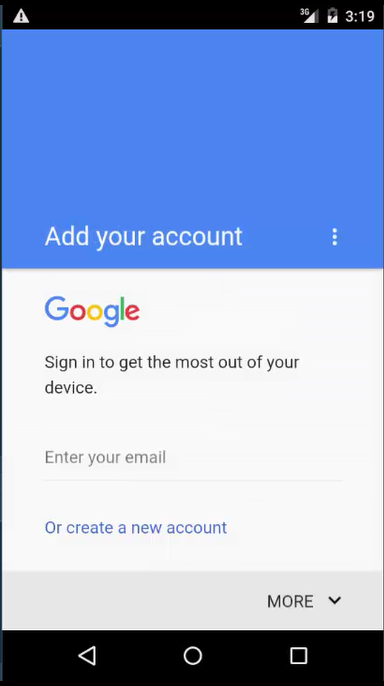 3G 3:19
Add your account
Google
Sign in to get the most out of your
device.
Enter your email
Or create a new account
MORE